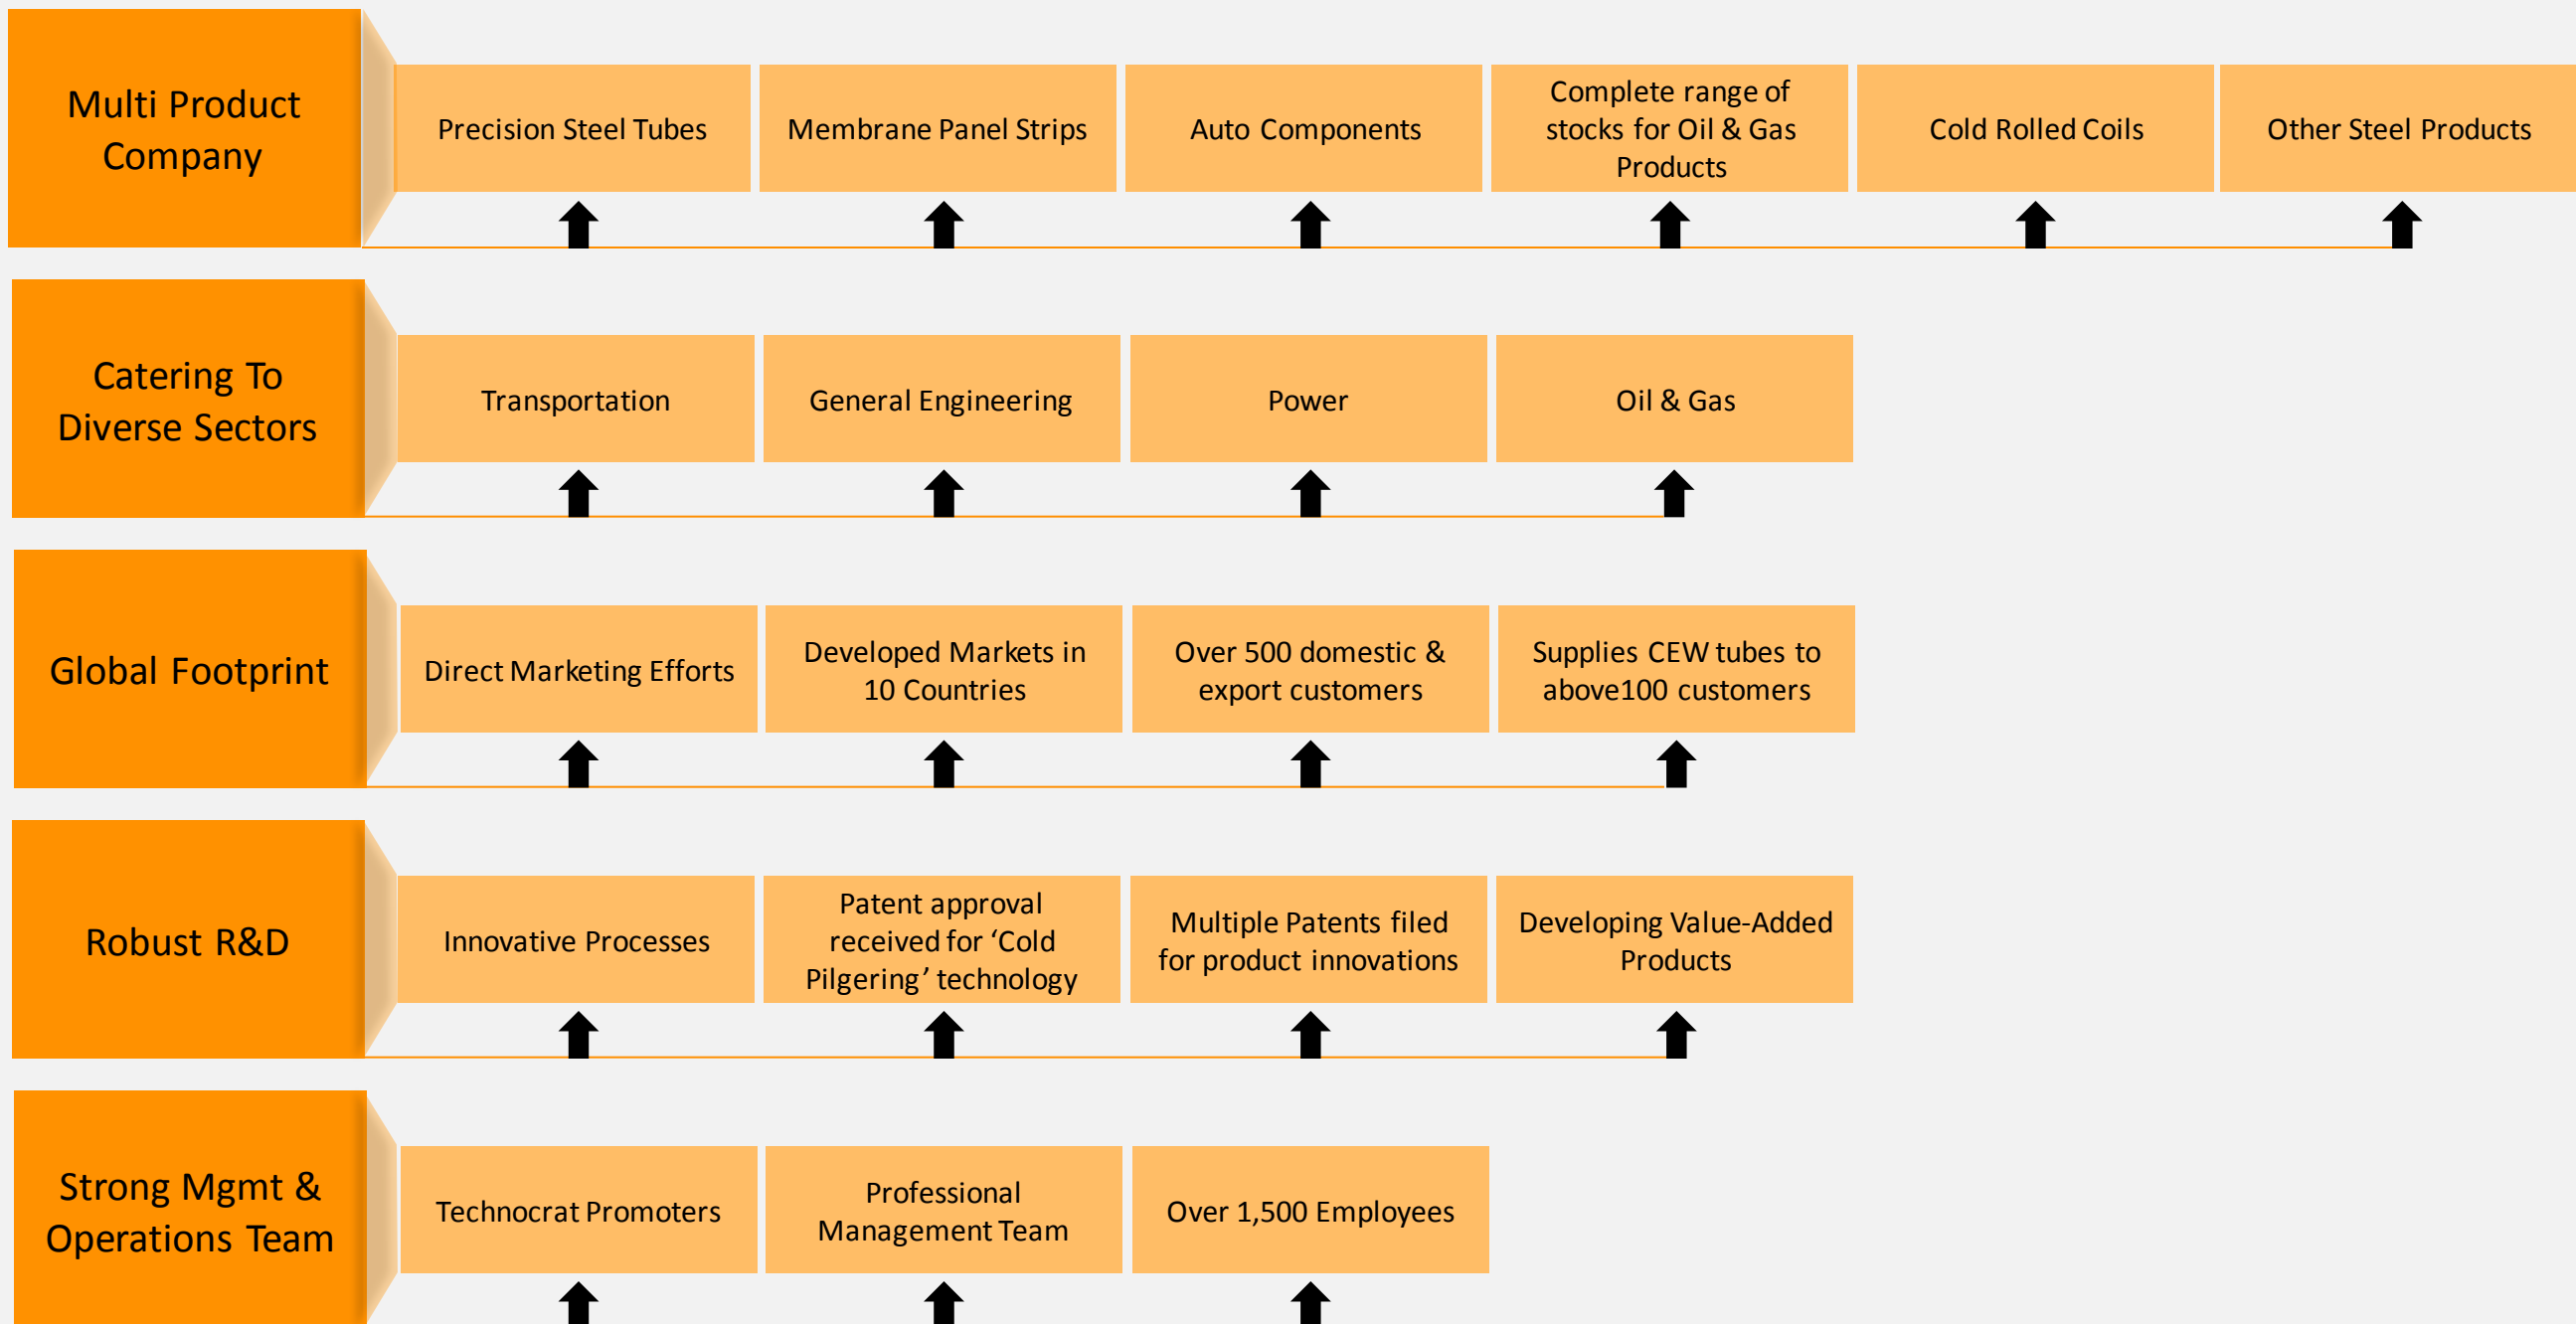 Multi Product
Company
Precision Steel Tubes
Membrane Panel Strips
Auto Components
Complete range of
stocks for Oil & Gas
Products
Cold Rolled Coils
Other Steel Products
Catering To
Diverse Sectors
Transportation
General Engineering
Power
Oil & Gas
Global Footprint
Direct Marketing Efforts
Developed Markets in
10 Countries
Over 500 domestic &
export customers
Supplies CEW tubes to
above100 customers
Robust R&D
Innovative Processes
Patent approval
received for ‘Cold
Pilgering’ technology
Multiple Patents filed
for product innovations
Developing Value-Added
Products
Strong Mgmt &
Operations Team
Technocrat Promoters
Professional
Management Team
Over 1,500 Employees